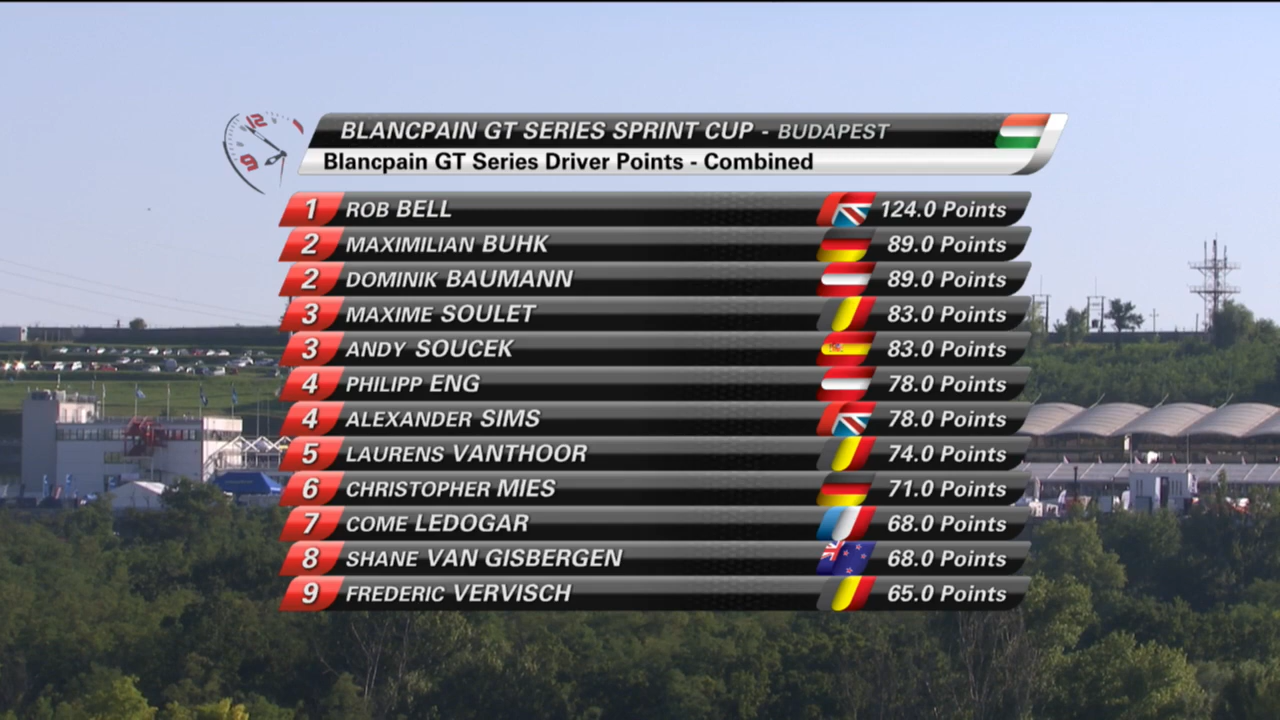 BLANCPAIN GT SERIES SPRINT CUP - BUDAPEST
Blancpain GT Series Driver Points - Combined
1 ROB BELL 124.0 Points
2 MAXIMILIAN BUHK 89.0 Points
2 DOMINIK BAUMANN 89.0 Points
3 MAXIME SOULET 83.0 Points
3 ANDY SOUCEK 83.0 Points
4 PHILIPP ENG 78.0 Points
4 ALEXANDER SIMS 78.0 Points
5 LAURENS VANTHOOR 74.0 Points
6 CHRISTOPHER MIES 71.0 Points
7 COME LEDOGAR 68.0 Points
8 SHANE VAN GISBERGEN 68.0 Points
9 FREDERIC VERVISCH 65.0 Points